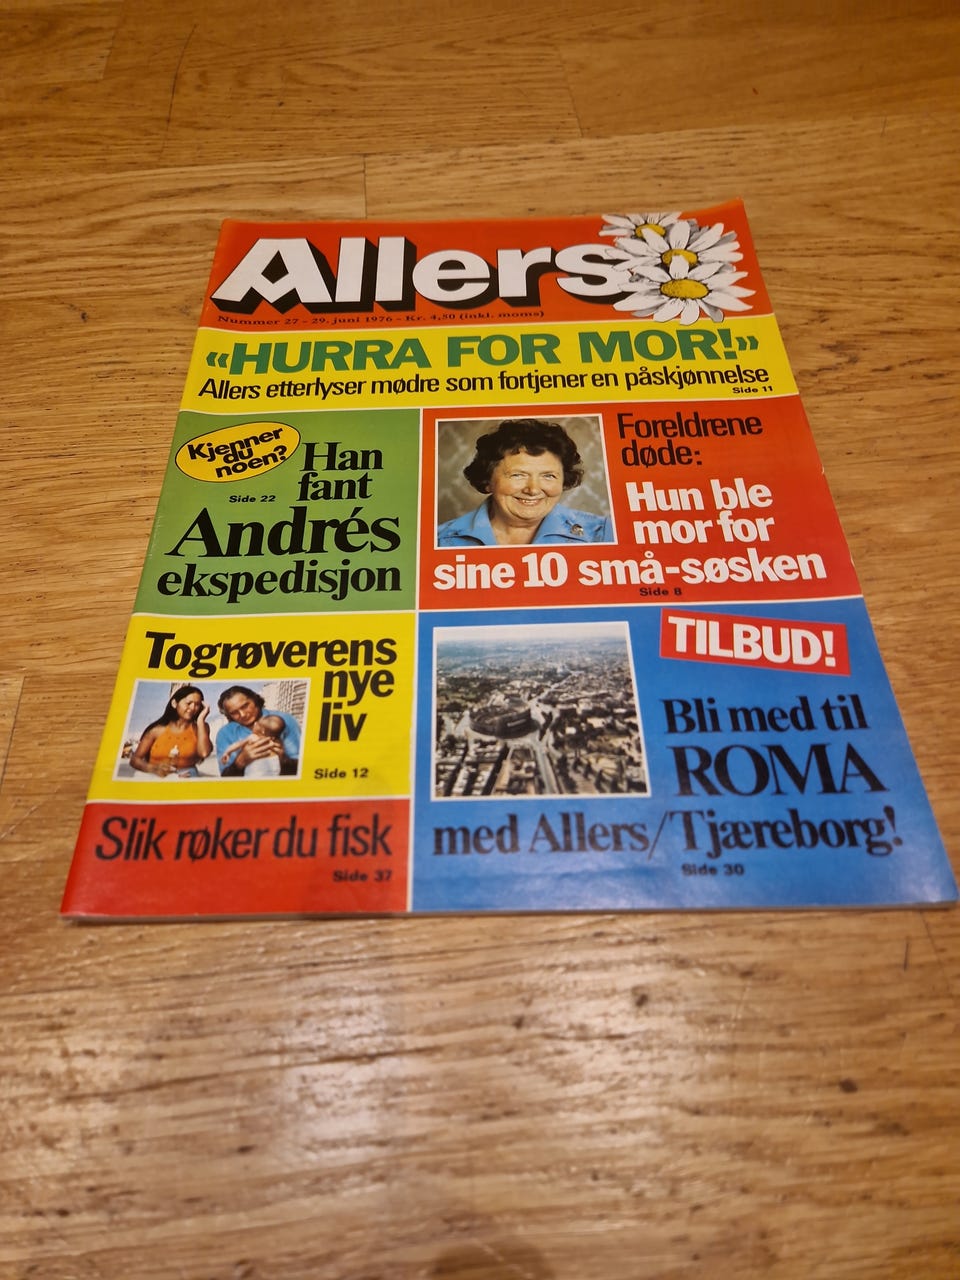 Allers
Nummer 27 - 29. juni 1976 - Kr. 4,50 (inkl. moms)
«HURRA FOR MOR!»
Allers etterlyser mødre som fortjener en påskjønnelse
Side 11
Kjenner
du
noen?
Side 22
Han
fant
Andrés
ekspedisjon
Foreldrene
døde:
Hun ble
mor for
sine 10 små-søsken
Side 8
Togrøverens
nye
liv
Side 12
Slik røker du fisk
Side 37
TILBUD!
Bli med til
ROMA
med Allers/Tjæreborg!
Side 30